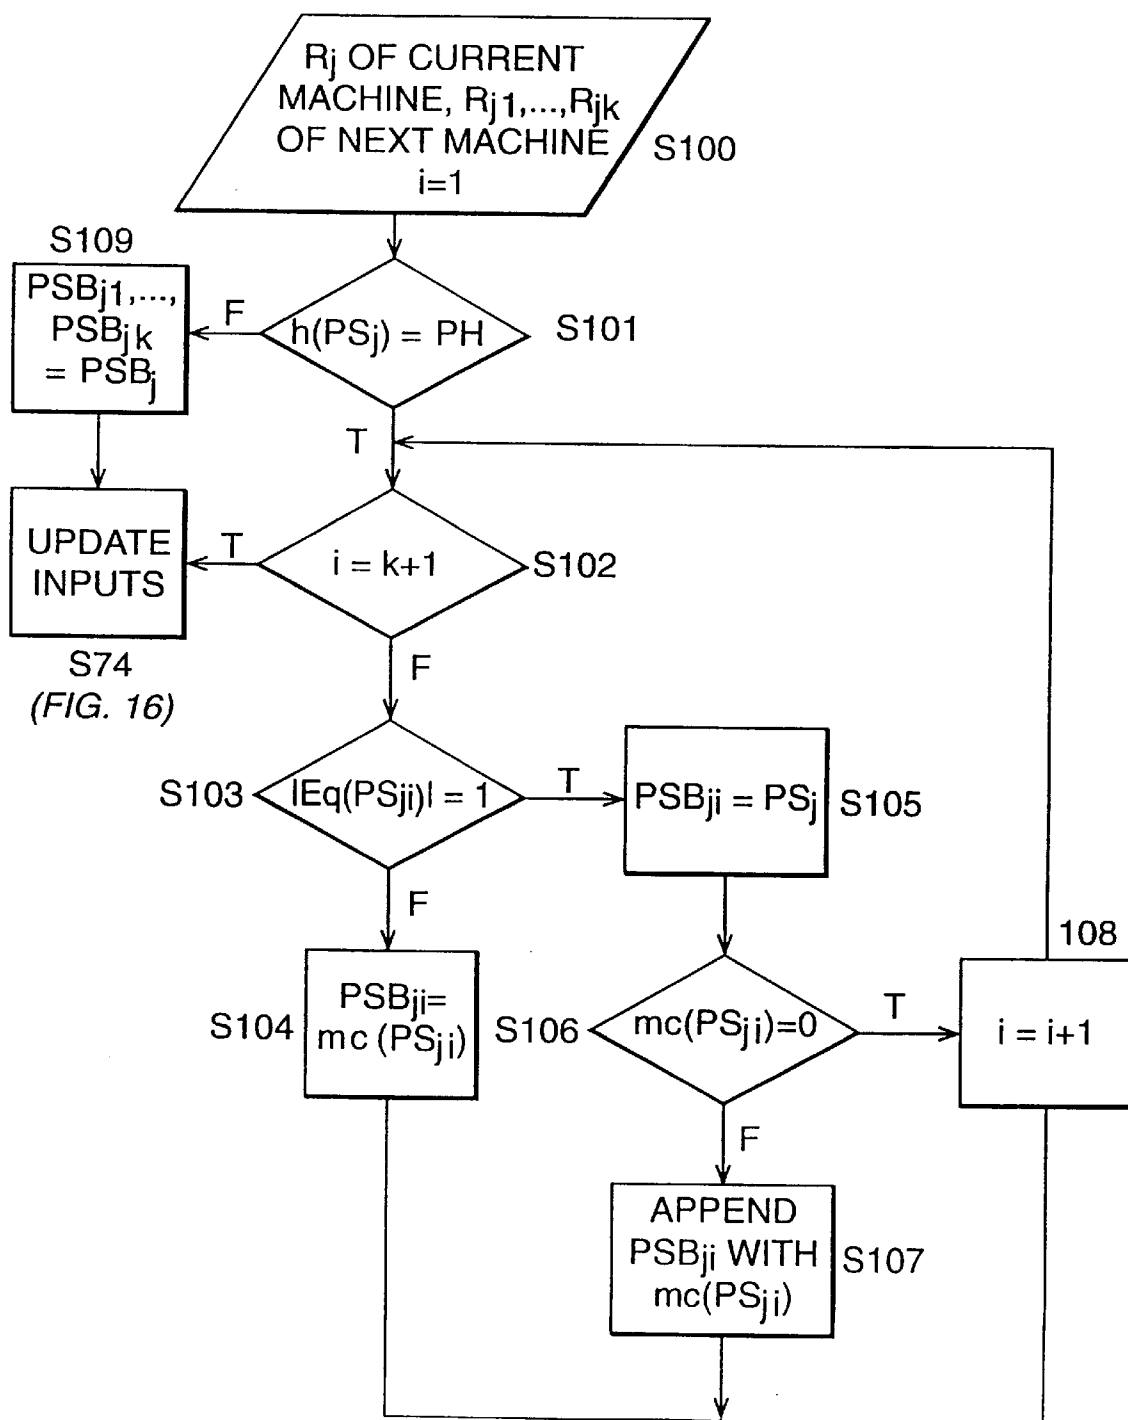 Rj OF CURRENT
MACHINE, Rj1,...,Rjk
OF NEXT MACHINE
i=1
S100
S109
PSBj1,...,
PSBjk
= PSBj
F
h(PSj) = PH
S101
T
UPDATE
INPUTS
T
i = k+1
S102
S74
(FIG. 16)
F
S103
|Eq(PSji)| = 1
T
PSBji = PSj
S105
F
108
S104
PSBji=
mc (PSji)
S106
mc(PSji)=0
T
i = i+1
F
APPEND
PSBji WITH
mc(PSji)
S107